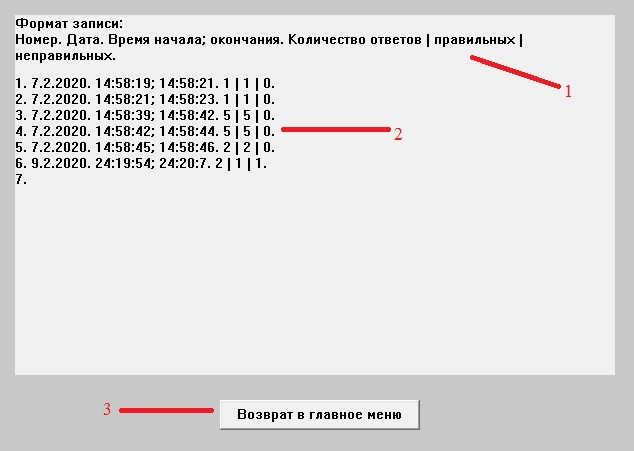 Формат записи:
Номер. Дата. Время начала; окончания. Количество ответов | правильных |
неправильных.
1
1. 7.2.2020. 14:58:19; 14:58:21. 1 | 1 | 0.
2. 7.2.2020. 14:58:21; 14:58:23. 1 | 1 | 0.
3. 7.2.2020. 14:58:39; 14:58:42. 5 | 5 | 0.
4. 7.2.2020. 14:58:42; 14:58:44. 5 | 5 | 0.
2
5. 7.2.2020. 14:58:45; 14:58:46. 2 | 2 | 0.
6. 9.2.2020. 24:19:54; 24:20:7. 2 | 1 | 1.
7.
3
Возврат в главное меню